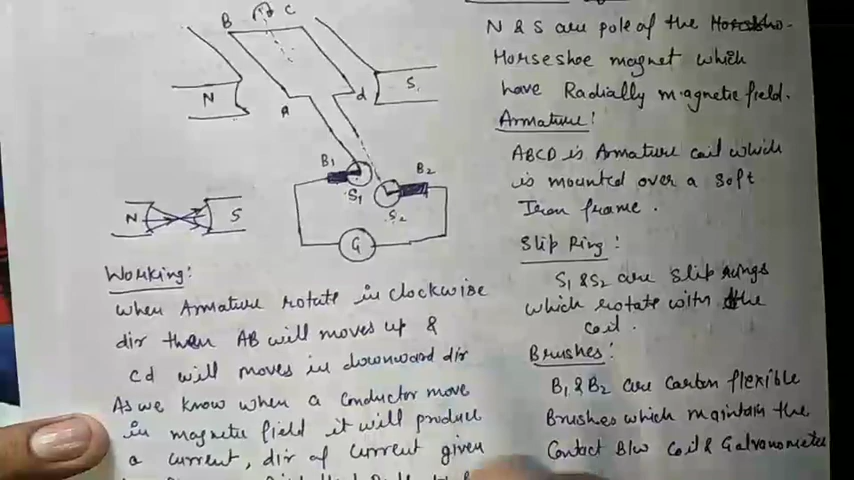 B C
N
S
A
d
B1
B2
S1
S2
N S
G
Working:
when Armature rotate in clockwise
dir then AB will moves up &
cd will moves in downward dir
As we know when a conductor move
in magnetic field it will produce
a current, dir of current given
N & S are pole of the
Horseshoe magnet which
have Radially magnetic field.
Armature:
ABCD is Armature coil which
is mounted over a soft
Iron frame.
Slip Ring:
S1 & S2 are slip rings
which rotate with the
coil.
Brushes:
B1 & B2 are carbon flexible
Brushes which maintain the
Contact B/w coil & Galvanometer